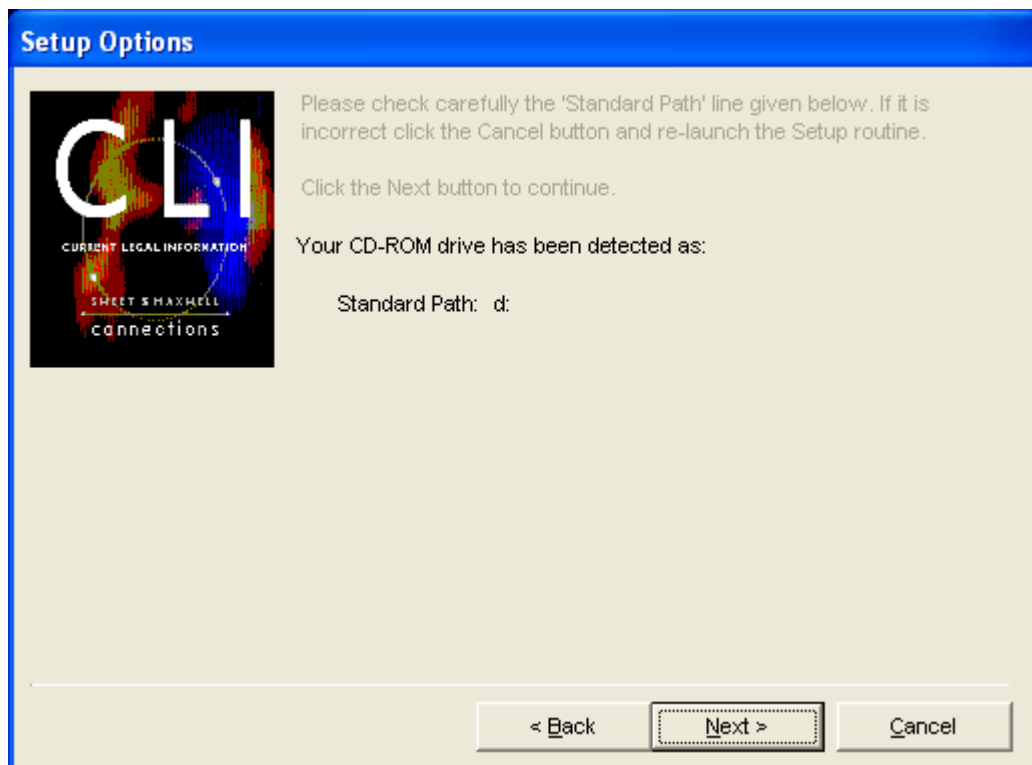 Setup Options
CLI
CURRENT LEGAL INFORMATION
SWEET & MAXWELL
connections
Please check carefully the 'Standard Path' line given below. If it is
incorrect click the Cancel button and re-launch the Setup routine.
Click the Next button to continue.
Your CD-ROM drive has been detected as:
Standard Path: d:
< Back
Next >
Cancel